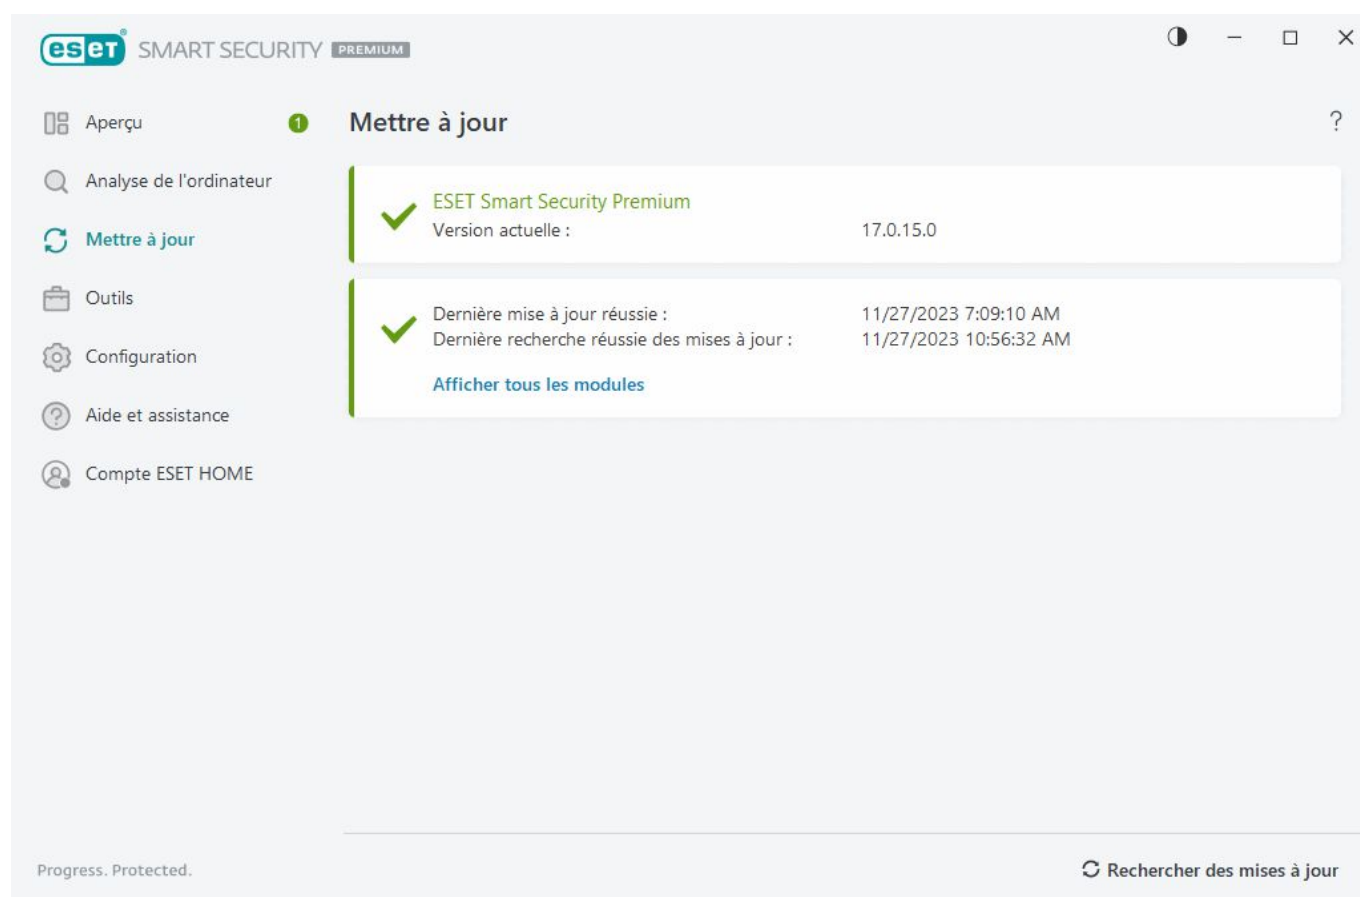 eset® SMART SECURITY PREMIUM
Aperçu 1
Analyse de l'ordinateur
Mettre à jour
Outils
Configuration
Aide et assistance
Compte ESET HOME
Mettre à jour ?
ESET Smart Security Premium
Version actuelle : 17.0.15.0
Dernière mise à jour réussie : 11/27/2023 7:09:10 AM
Dernière recherche réussie des mises à jour : 11/27/2023 10:56:32 AM
Afficher tous les modules
Progress. Protected.
Rechercher des mises à jour